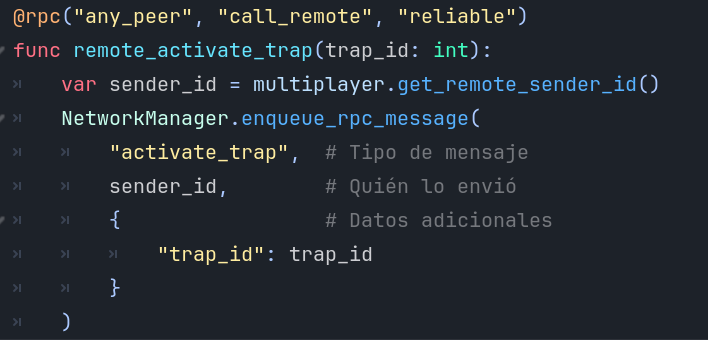 @rpc("any_peer", "call_remote", "reliable")
func remote_activate_trap(trap_id: int):
var sender_id = multiplayer.get_remote_sender_id()
NetworkManager.enqueue_rpc_message(
"activate_trap", # Tipo de mensaje
sender_id, # Quién lo envió
{ # Datos adicionales
"trap_id": trap_id
}
)